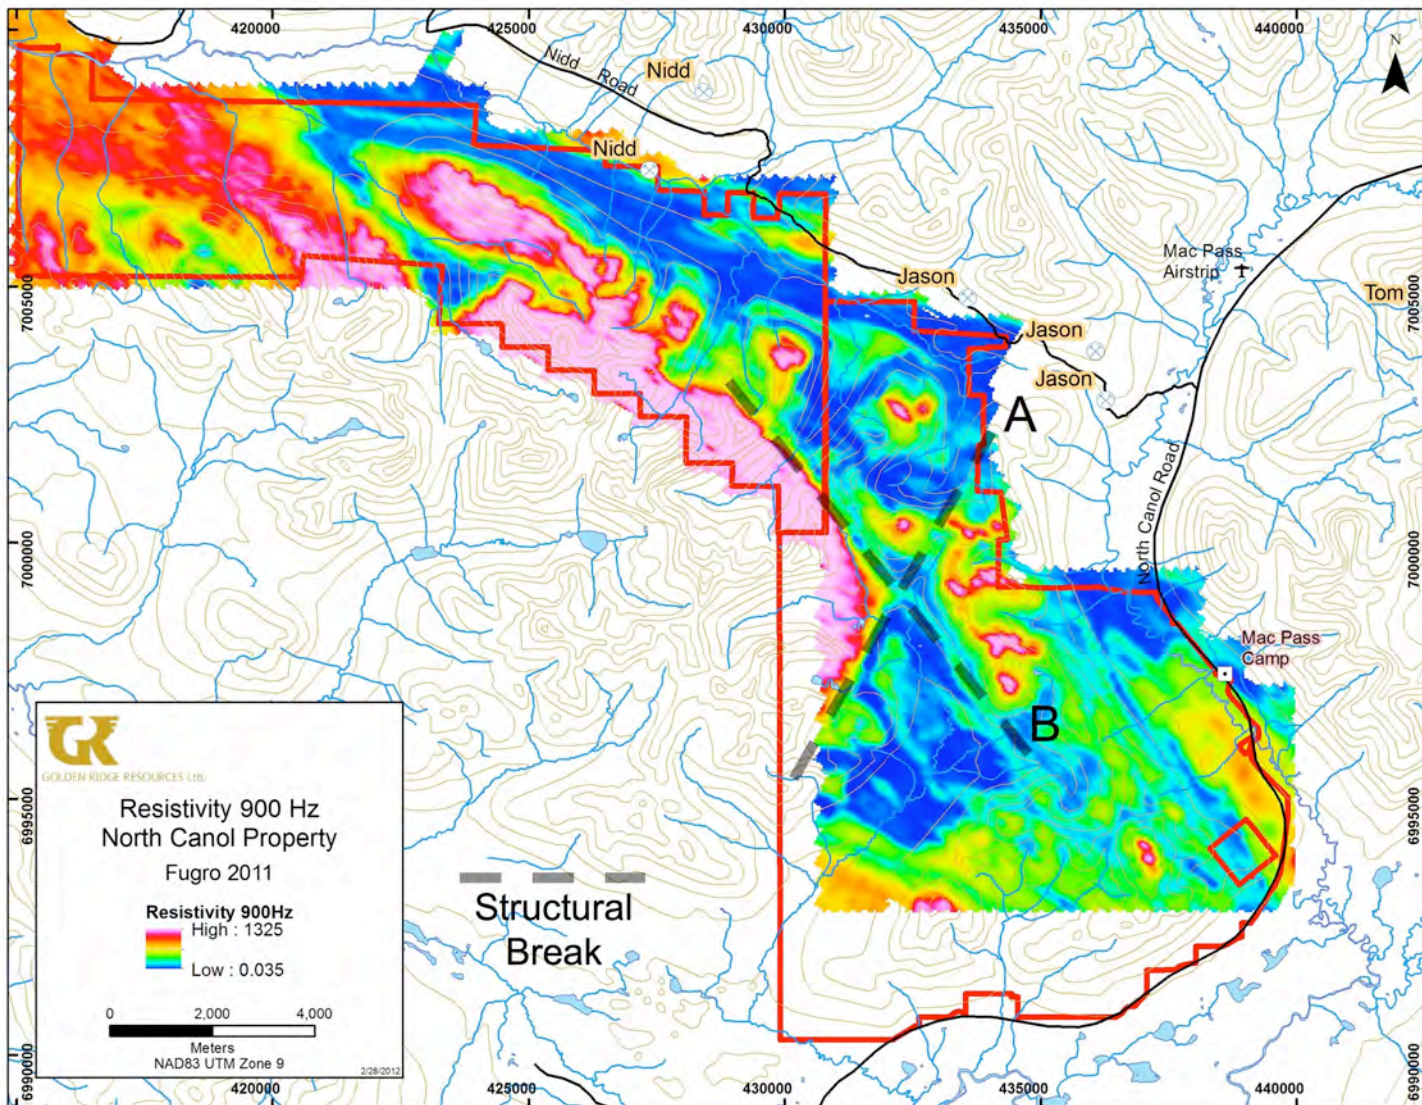 420000
425000
430000
435000
440000
N
Nidd Road
Nidd
Nidd
Mac Pass
Airstrip
Jason
Tom
7005000
7005000
Jason
Jason
A
North Canol Road
7000000
7000000
Mac Pass
Camp
B
GR
GOLDEN RIDGE RESOURCES LTD.
Resistivity 900 Hz
North Canol Property
Fugro 2011
Resistivity 900Hz
High : 1325
Low : 0.035
0 2,000 4,000
Meters
NAD83 UTM Zone 9
2/28/2012
Structural
Break
6995000
6995000
6990000
6990000
420000
425000
430000
435000
440000